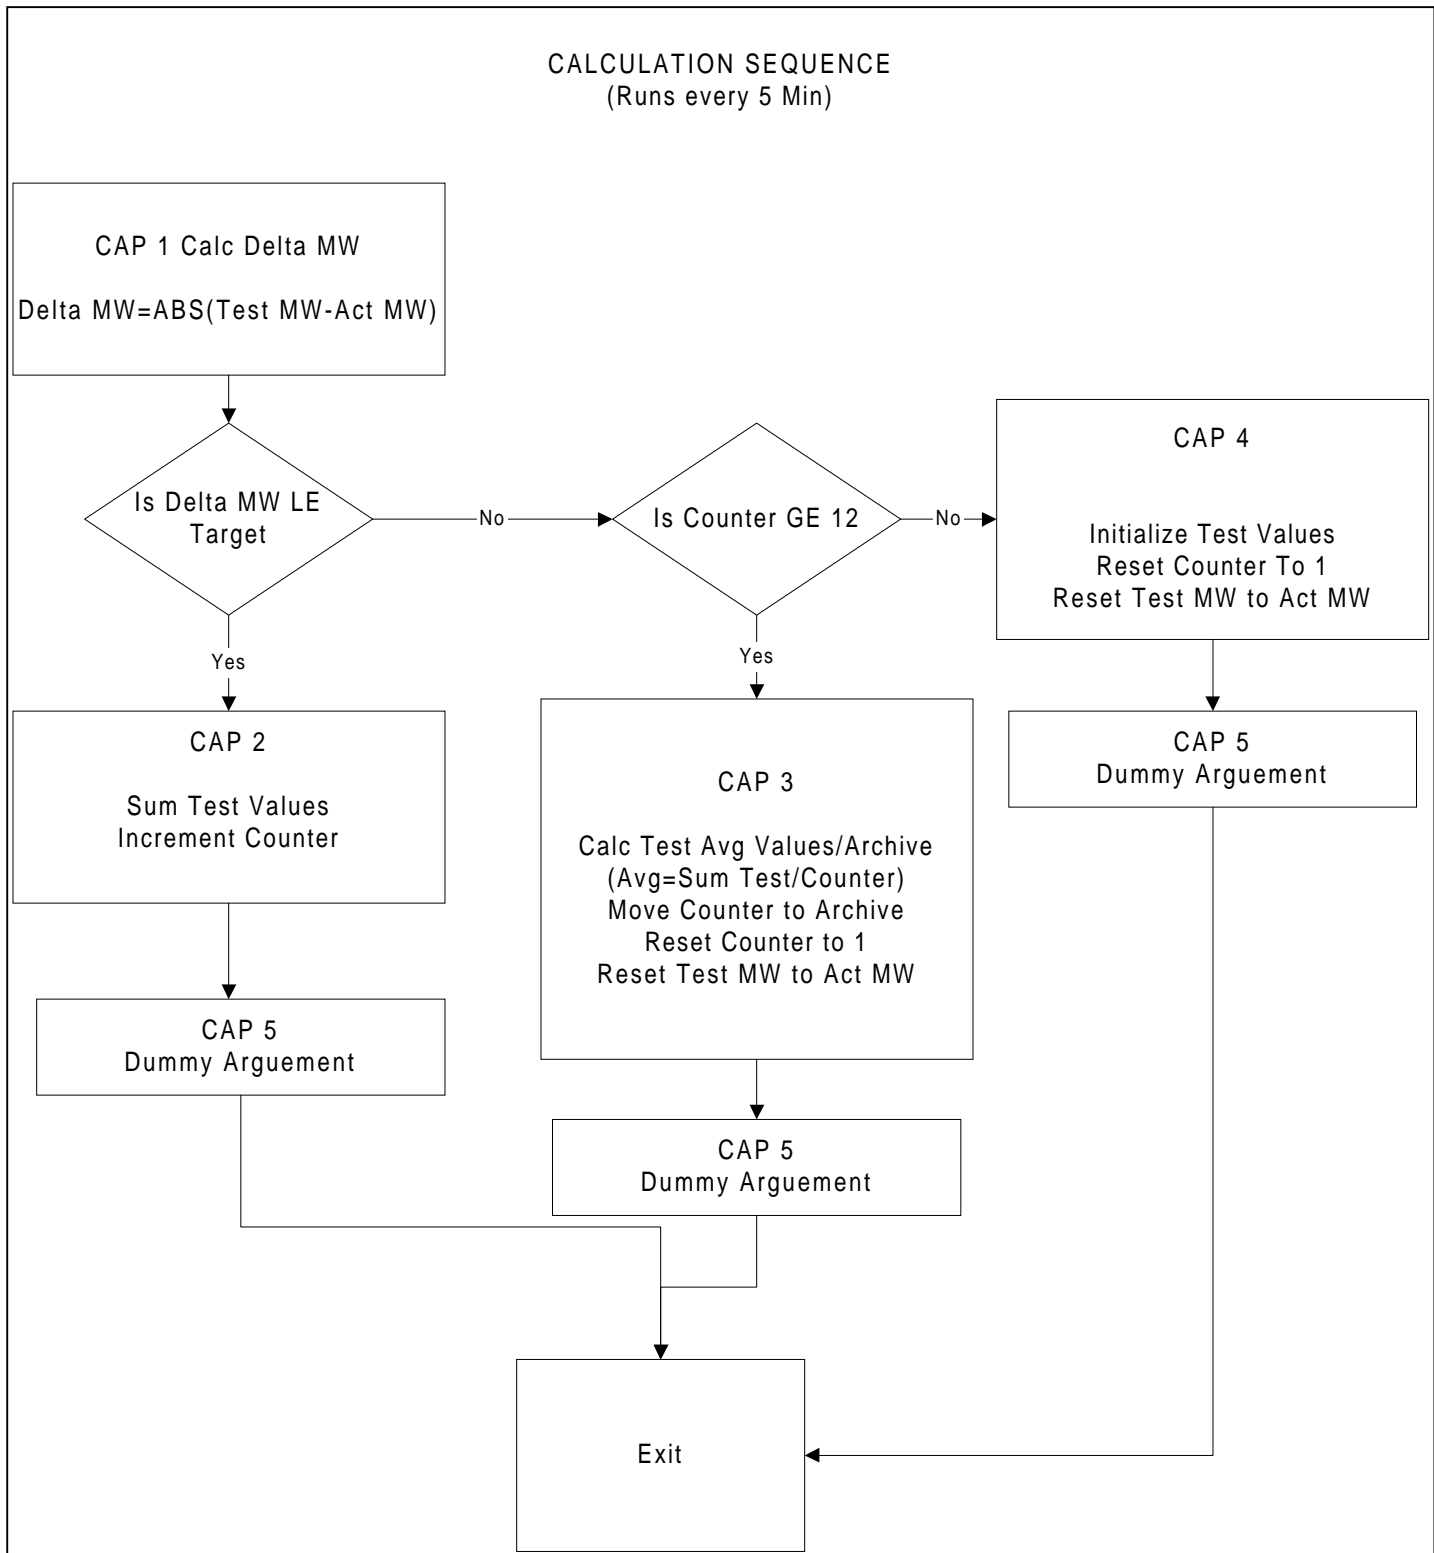 CALCULATION SEQUENCE
(Runs every 5 Min)
CAP 1 Calc Delta MW
Delta MW=ABS(Test MW-Act MW)
Is Delta MW LE
Target
No
Is Counter GE 12
No
CAP 4
Initialize Test Values
Reset Counter To 1
Reset Test MW to Act MW
Yes
Yes
CAP 2
Sum Test Values
Increment Counter
CAP 3
Calc Test Avg Values/Archive
(Avg=Sum Test/Counter)
Move Counter to Archive
Reset Counter to 1
Reset Test MW to Act MW
CAP 5
Dummy Arguement
CAP 5
Dummy Arguement
CAP 5
Dummy Arguement
Exit